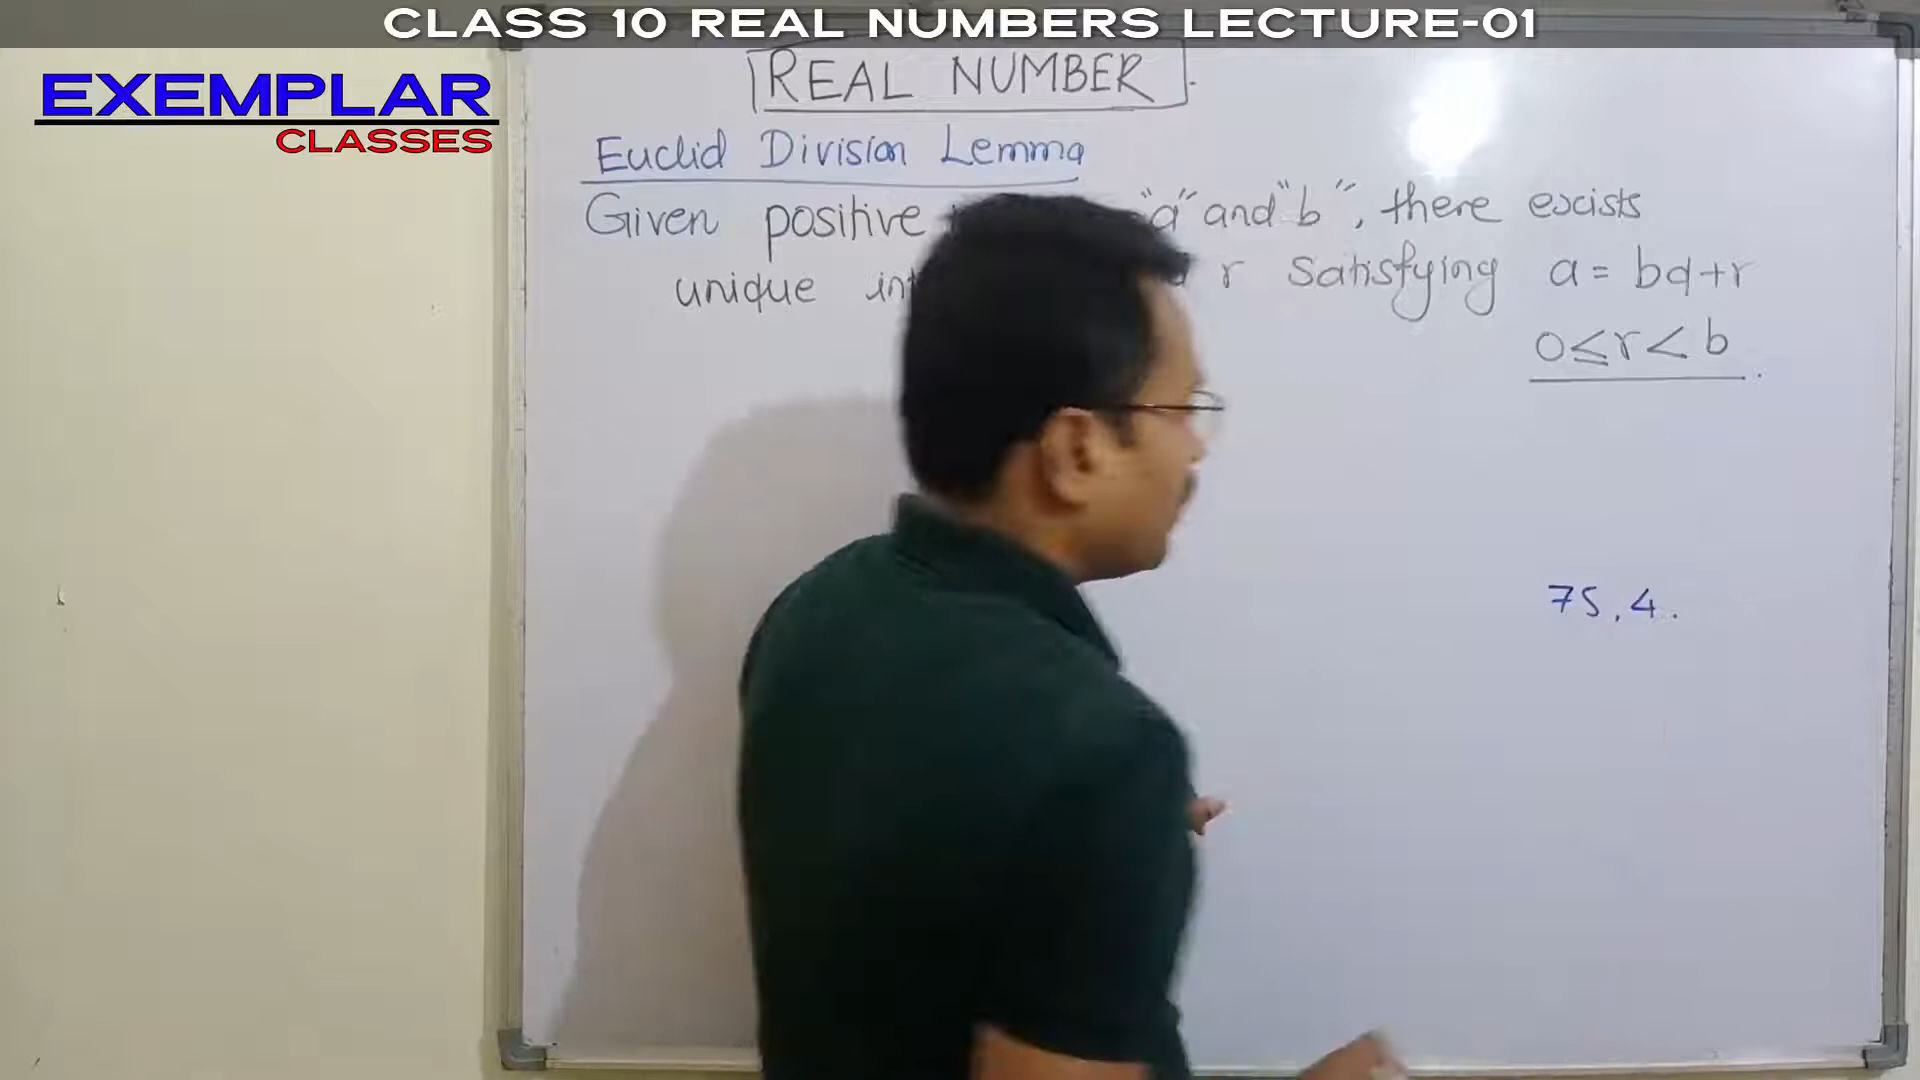 CLASS 10 REAL NUMBERS LECTURE-01
EXEMPLAR
CLASSES
REAL NUMBER.
Euclid Division Lemma
Given positive "a" and "b", there excists
unique r satisfying a = bq+r
0≤r<b.
75, 4.